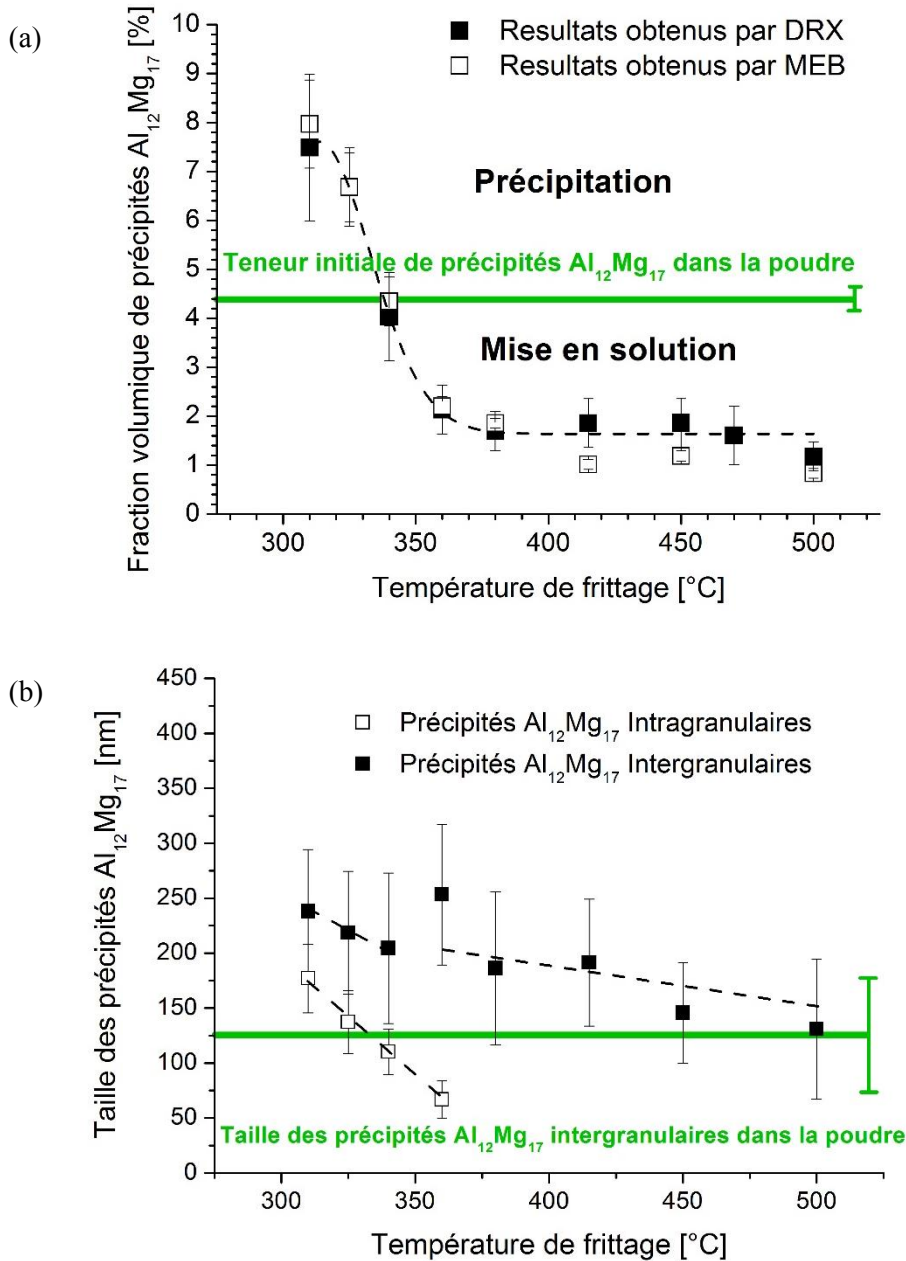 (a)
Resultats obtenus par DRX
Resultats obtenus par MEB
Fraction volumique de précipités Al₁₂Mg₁₇ [%]
10
9
8
7
6
5
4
3
2
1
0
Précipitation
Teneur initiale de précipités Al₁₂Mg₁₇ dans la poudre
Mise en solution
300 350 400 450 500
Température de frittage [°C]
(b)
Précipités Al₁₂Mg₁₇ Intragranulaires
Précipités Al₁₂Mg₁₇ Intergranulaires
Taille des précipités Al₁₂Mg₁₇ [nm]
450
400
350
300
250
200
150
100
50
0
Taille des précipités Al₁₂Mg₁₇ intergranulaires dans la poudre
300 350 400 450 500
Température de frittage [°C]